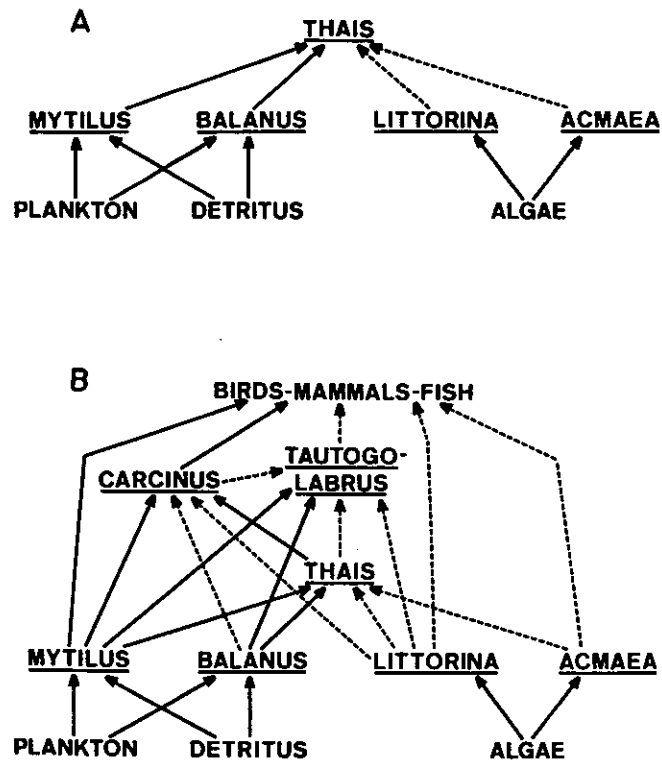 A
THAIS
MYTILUS BALANUS LITTORINA ACMAEA
PLANKTON DETRITUS ALGAE
B
BIRDS-MAMMALS-FISH
TAUTOGO-
CARCINUS LABRUS
THAIS
MYTILUS BALANUS LITTORINA ACMAEA
PLANKTON DETRITUS ALGAE